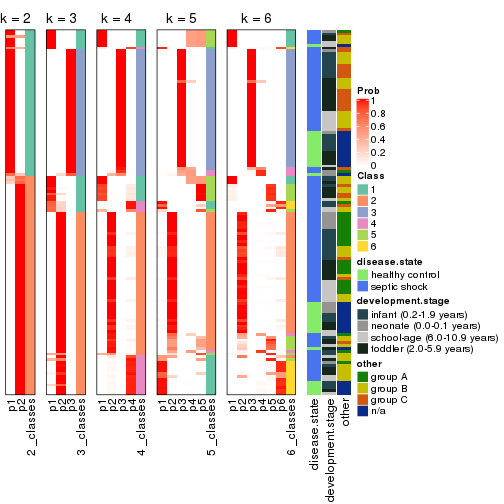 k = 2
k = 3
k = 4
k = 5
k = 6
p1
p2
2_classes
p1
p2
p3
3_classes
p1
p2
p3
p4
4_classes
p1
p2
p3
p4
p5
5_classes
p1
p2
p3
p4
p5
p6
6_classes
disease.state
development.stage
other
Prob
1
0.8
0.6
0.4
0.2
0
Class
1
2
3
4
5
6
disease.state
healthy control
septic shock
development.stage
infant (0.2-1.9 years)
neonate (0.0-0.1 years)
school-age (6.0-10.9 years)
toddler (2.0-5.9 years)
other
group A
group B
group C
n/a